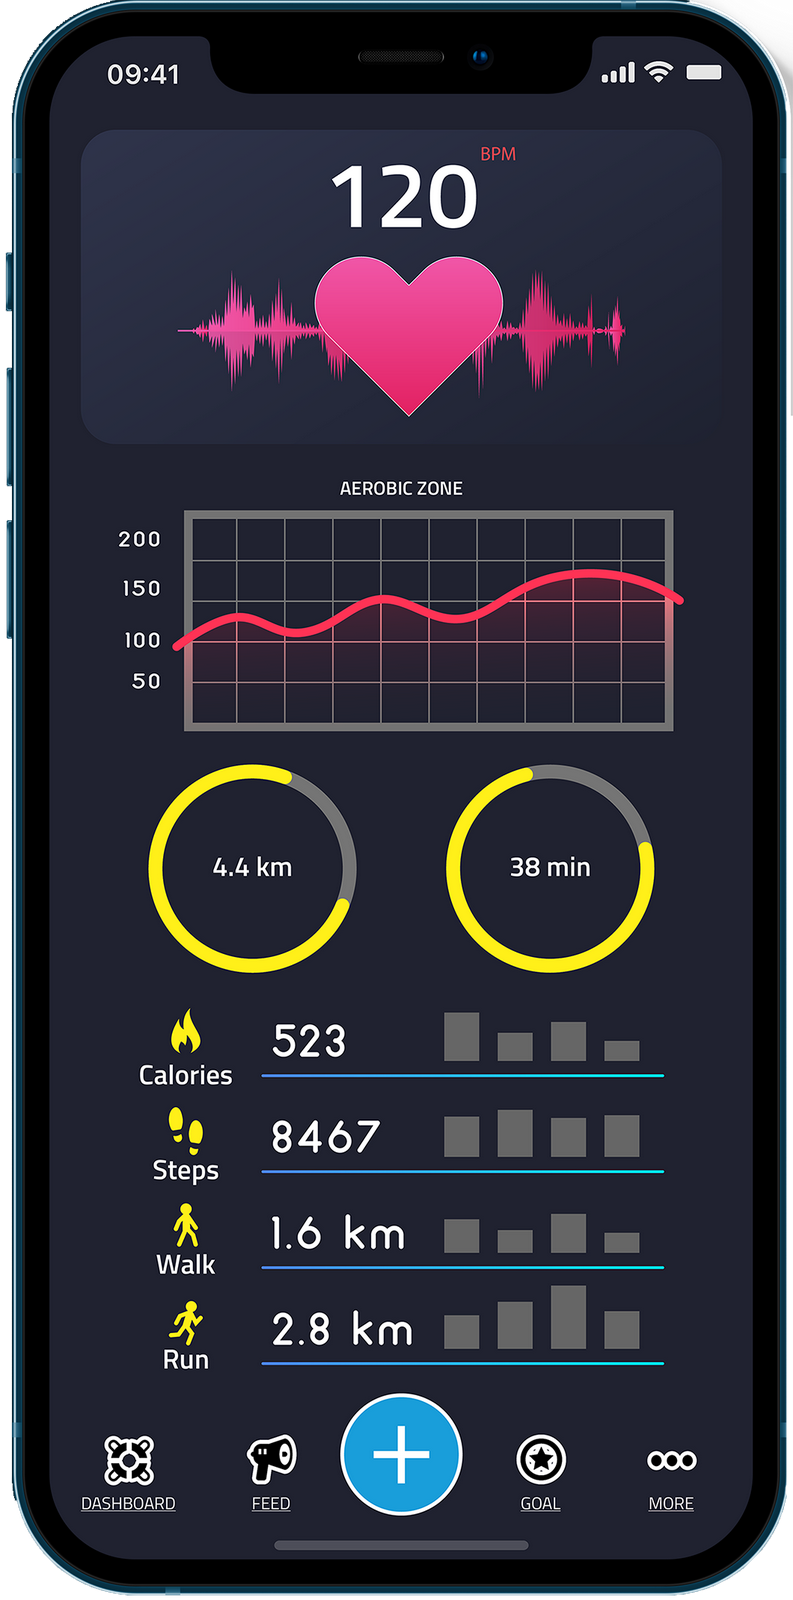 09:41
BPM
120
AEROBIC ZONE
200
150
100
50
4.4 km
38 min
523
Calories
8467
Steps
1.6 km
Walk
2.8 km
Run
DASHBOARD
FEED
GOAL
MORE